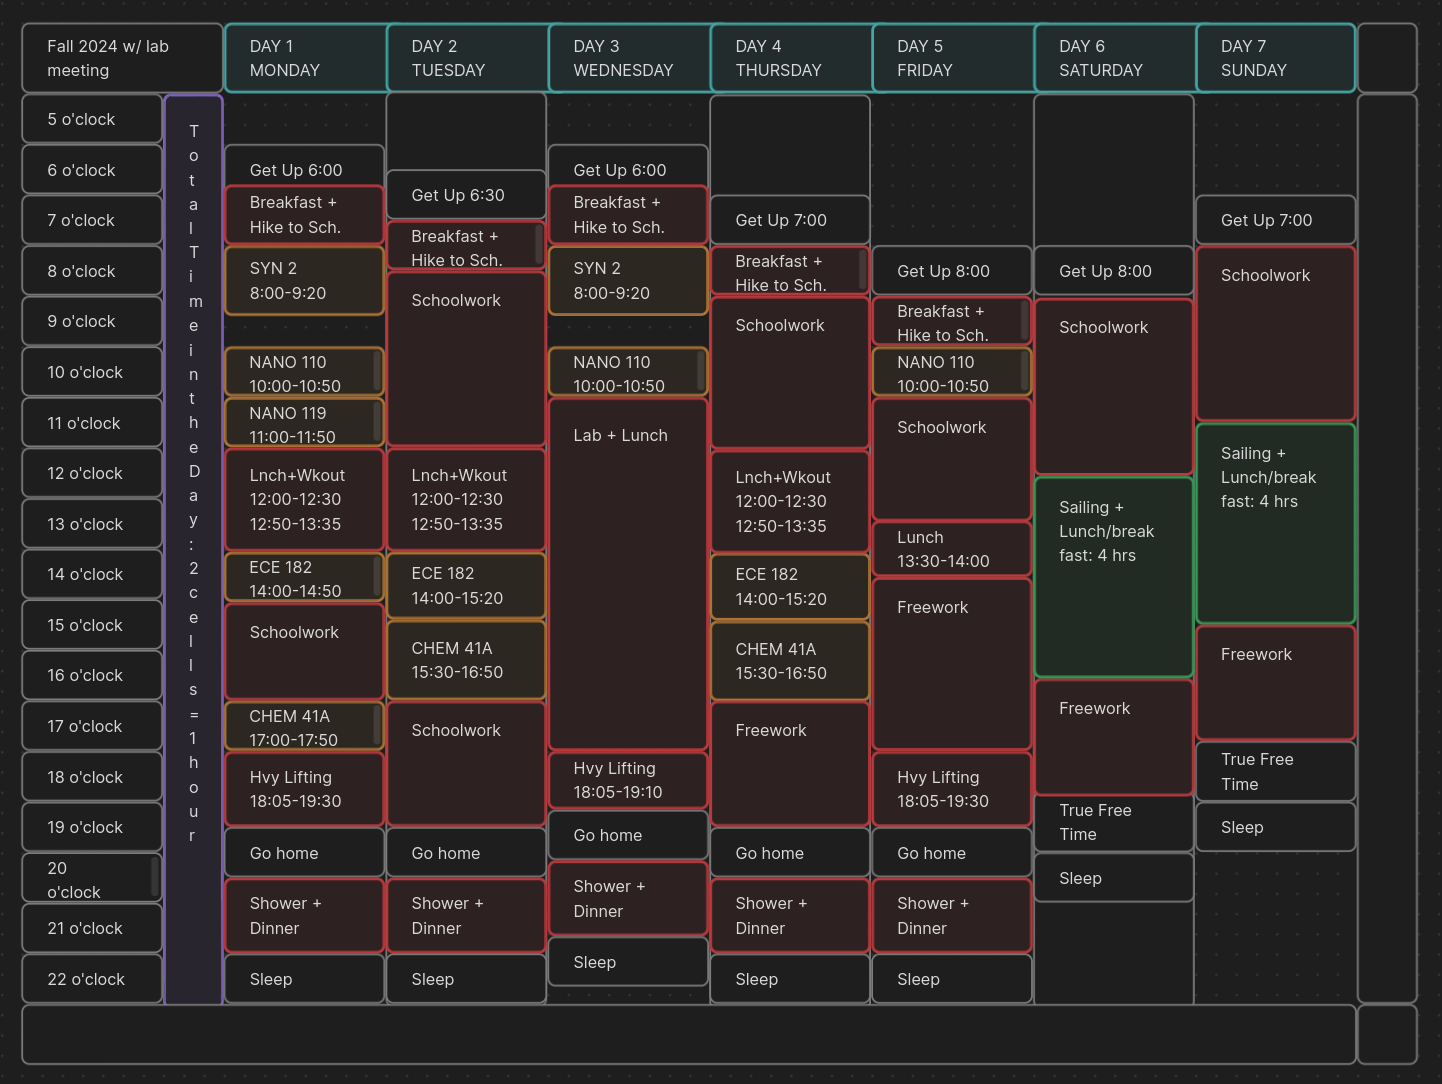 Fall 2024 w/ lab
meeting
DAY 1
MONDAY
DAY 2
TUESDAY
DAY 3
WEDNESDAY
DAY 4
THURSDAY
DAY 5
FRIDAY
DAY 6
SATURDAY
DAY 7
SUNDAY
5 o'clock
6 o'clock
7 o'clock
8 o'clock
9 o'clock
10 o'clock
11 o'clock
12 o'clock
13 o'clock
14 o'clock
15 o'clock
16 o'clock
17 o'clock
18 o'clock
19 o'clock
20
o'clock
21 o'clock
22 o'clock
T
o
t
a
l
T
i
m
e
i
n
t
h
e
D
a
y
:
2
c
e
l
l
s
=
1
h
o
u
r
Get Up 6:00
Breakfast +
Hike to Sch.
SYN 2
8:00-9:20
NANO 110
10:00-10:50
NANO 119
11:00-11:50
Lnch+Wkout
12:00-12:30
12:50-13:35
ECE 182
14:00-14:50
Schoolwork
CHEM 41A
17:00-17:50
Hvy Lifting
18:05-19:30
Go home
Shower +
Dinner
Sleep
Get Up 6:30
Breakfast +
Hike to Sch.
Schoolwork
Lnch+Wkout
12:00-12:30
12:50-13:35
ECE 182
14:00-15:20
CHEM 41A
15:30-16:50
Schoolwork
Go home
Shower +
Dinner
Sleep
Get Up 6:00
Breakfast +
Hike to Sch.
SYN 2
8:00-9:20
NANO 110
10:00-10:50
Lab + Lunch
Hvy Lifting
18:05-19:10
Go home
Shower +
Dinner
Sleep
Get Up 7:00
Breakfast +
Hike to Sch.
Schoolwork
Lnch+Wkout
12:00-12:30
12:50-13:35
ECE 182
14:00-15:20
CHEM 41A
15:30-16:50
Freework
Go home
Shower +
Dinner
Sleep
Get Up 8:00
Breakfast +
Hike to Sch.
NANO 110
10:00-10:50
Schoolwork
Lunch
13:30-14:00
Freework
Hvy Lifting
18:05-19:30
Go home
Shower +
Dinner
Sleep
Get Up 8:00
Schoolwork
Sailing +
Lunch/break
fast: 4 hrs
Freework
True Free
Time
Sleep
Get Up 7:00
Schoolwork
Sailing +
Lunch/break
fast: 4 hrs
Freework
True Free
Time
Sleep